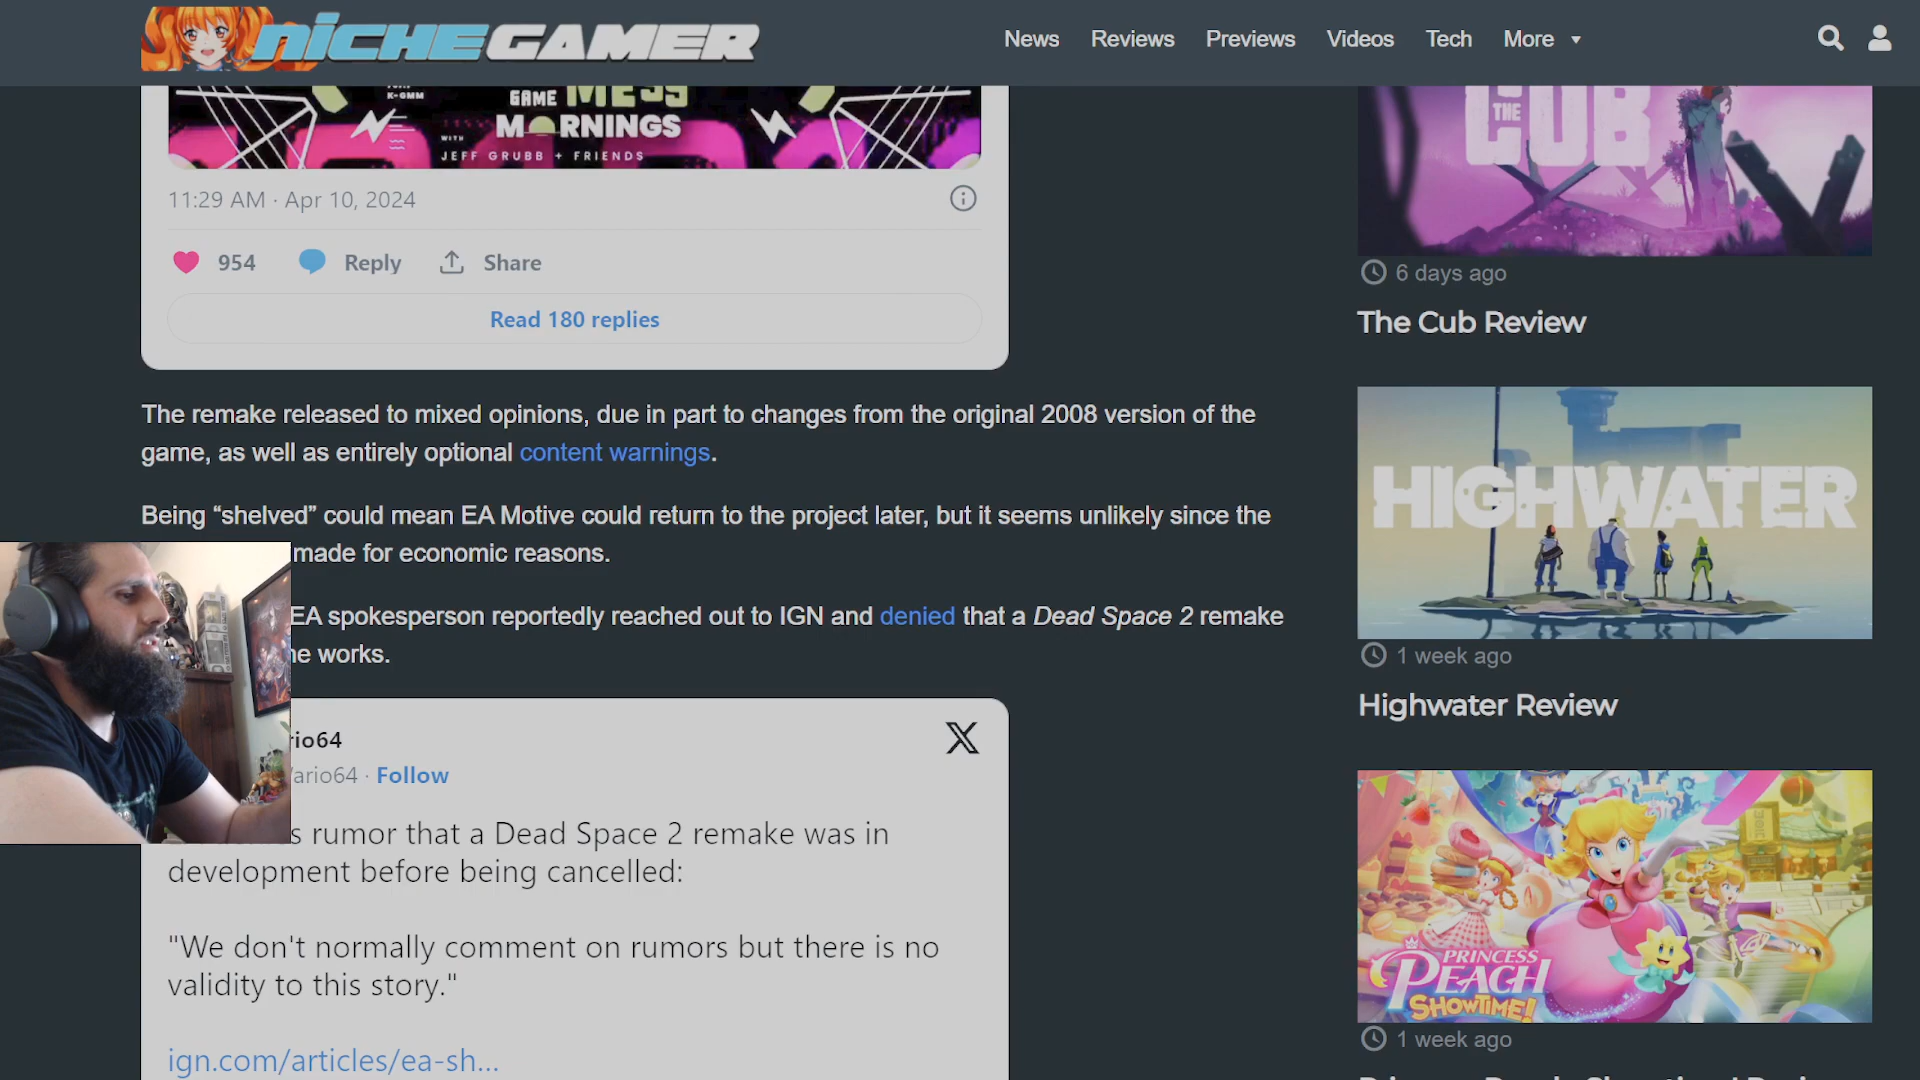 NICHEGAMER
News
Reviews
Previews
Videos
Tech
More
GAME MESS
MORNINGS
WITH
JEFF GRUBB + FRIENDS
11:29 AM · Apr 10, 2024
954
Reply
Share
Read 180 replies
The remake released to mixed opinions, due in part to changes from the original 2008 version of the
game, as well as entirely optional content warnings.
Being “shelved” could mean EA Motive could return to the project later, but it seems unlikely since the
made for economic reasons.
EA spokesperson reportedly reached out to IGN and denied that a Dead Space 2 remake
works.
rio64
ario64 · Follow
s rumor that a Dead Space 2 remake was in
development before being cancelled:
"We don't normally comment on rumors but there is no
validity to this story."
ign.com/articles/ea-sh...
THE
CUB
6 days ago
The Cub Review
HIGHWATER
1 week ago
Highwater Review
PRINCESS
PEACH
SHOWTIME!
1 week ago